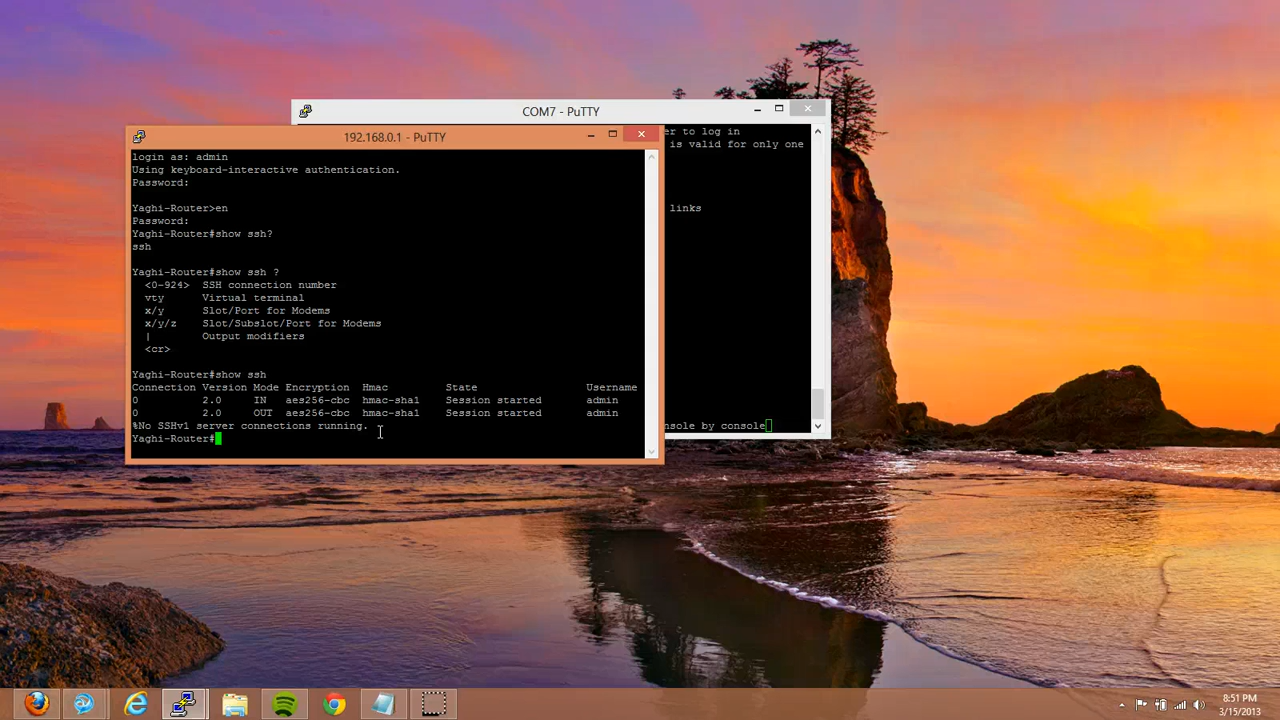 COM7 - PuTTY
er to log in
is valid for only one
links
nsole by console
192.168.0.1 - PuTTY
login as: admin
Using keyboard-interactive authentication.
Password:
Yaghi-Router>en
Password:
Yaghi-Router#show ssh?
ssh
Yaghi-Router#show ssh ?
<0-924> SSH connection number
vty Virtual terminal
x/y Slot/Port for Modems
x/y/z Slot/Subslot/Port for Modems
| Output modifiers
<cr>
Yaghi-Router#show ssh
Connection Version Mode Encryption Hmac State Username
0 2.0 IN aes256-cbc hmac-sha1 Session started admin
0 2.0 OUT aes256-cbc hmac-sha1 Session started admin
%No SSHv1 server connections running.
Yaghi-Router#
8:51 PM
3/15/2013